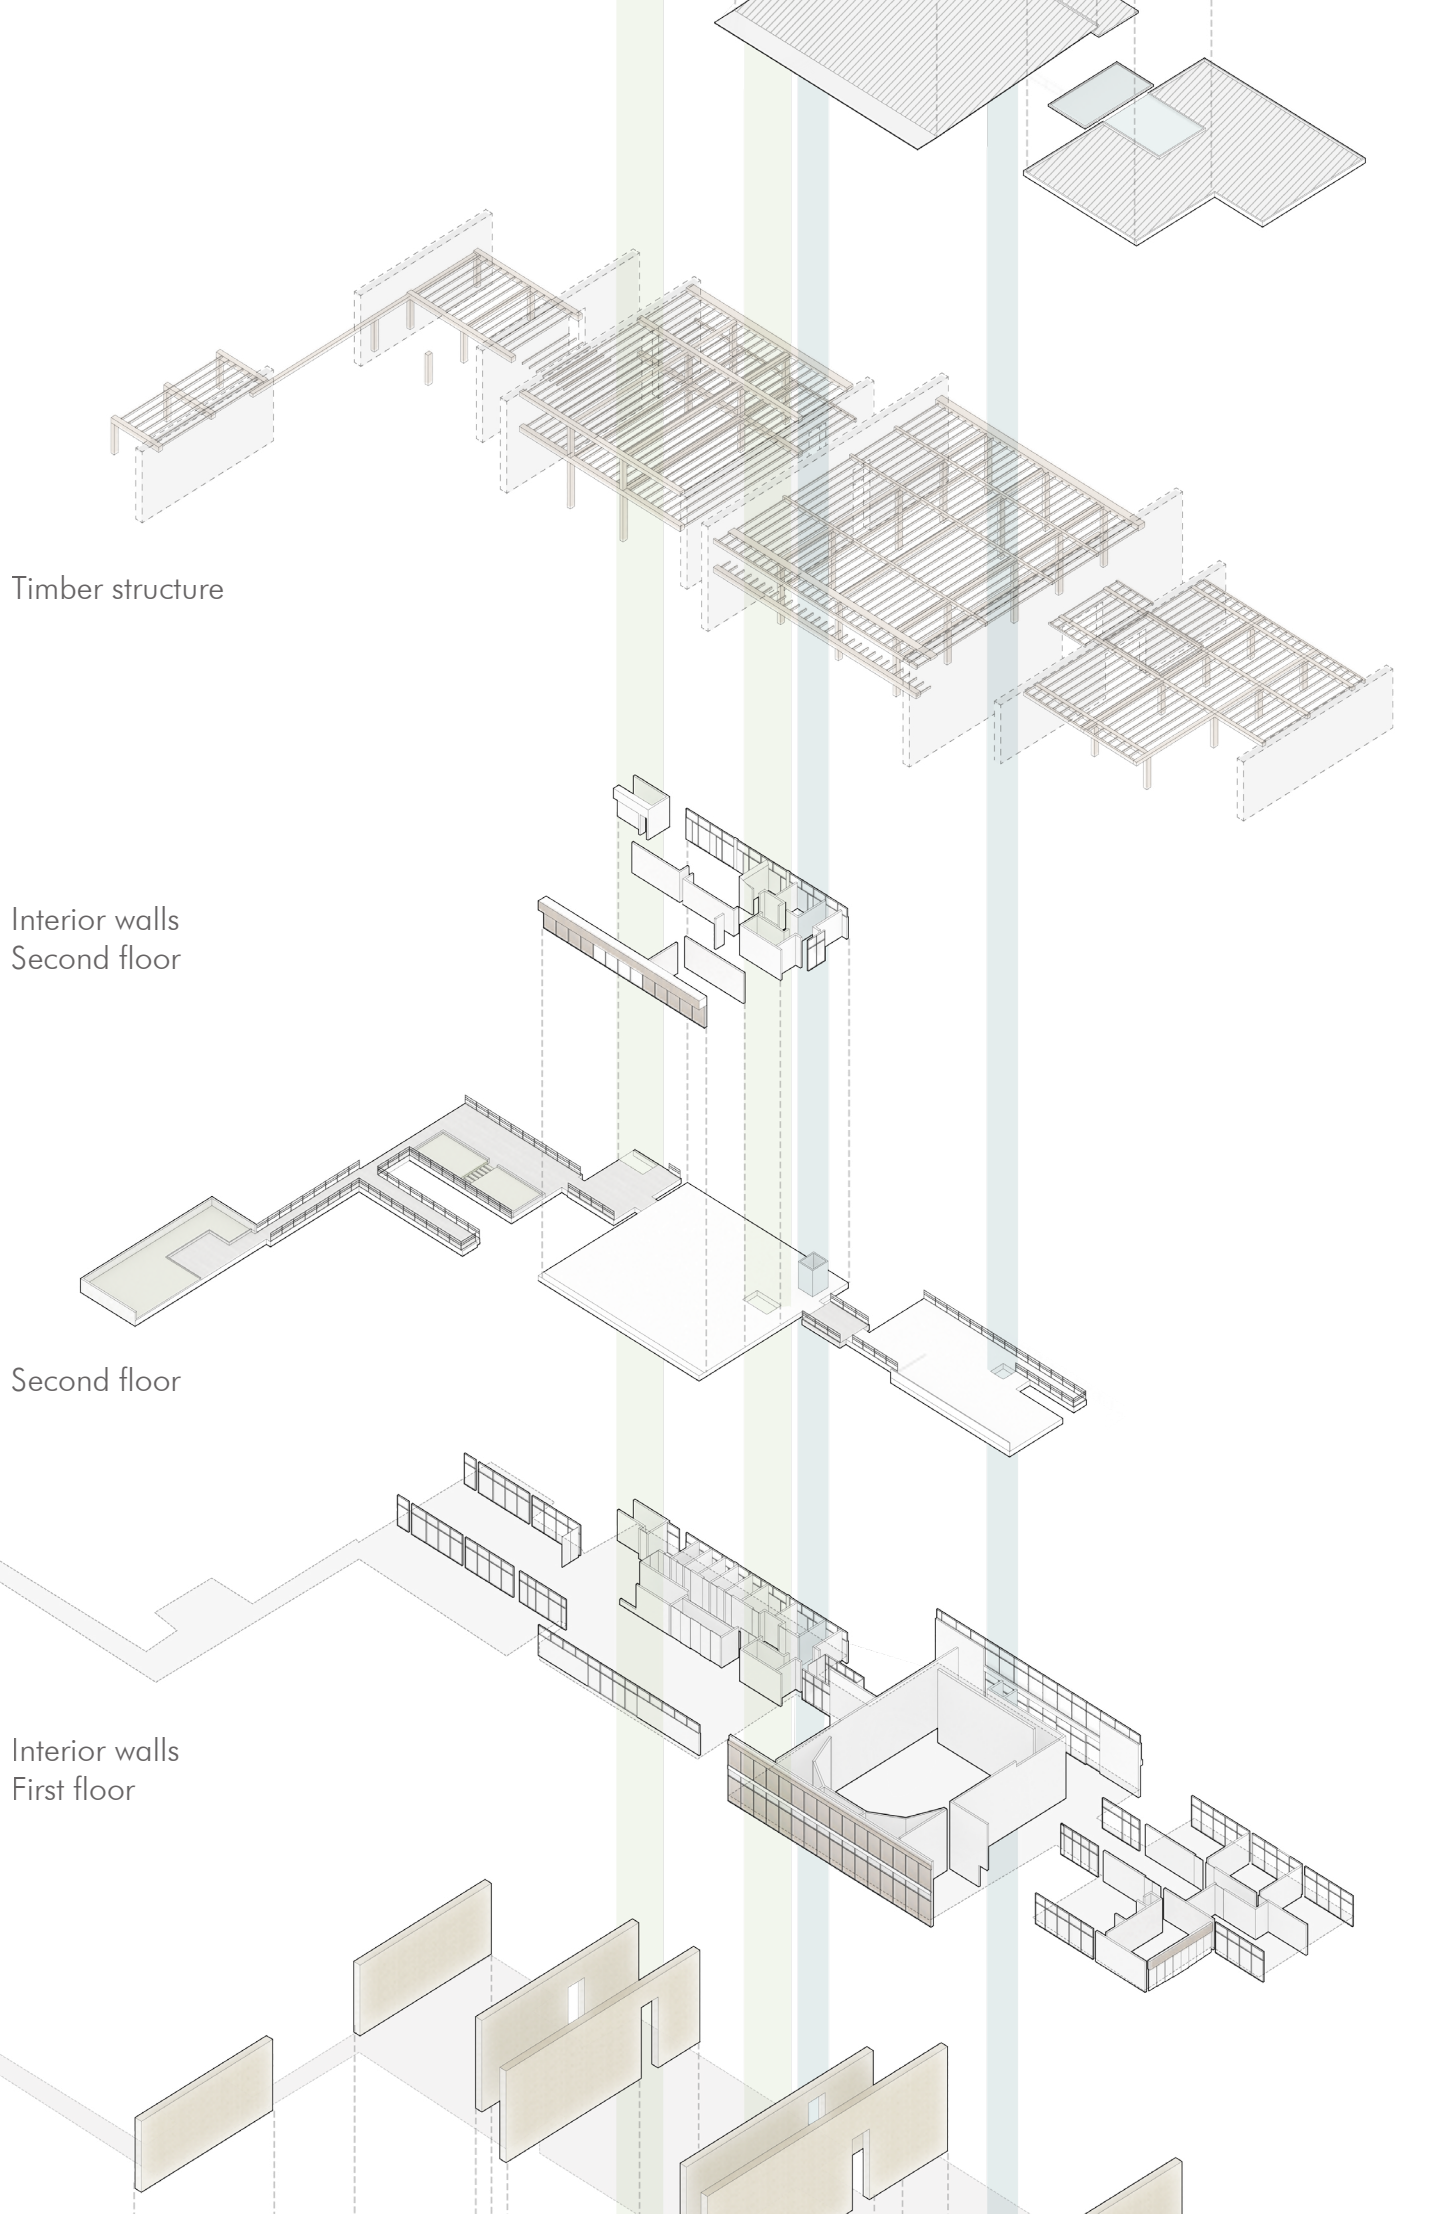 Timber structure
Interior walls
Second floor
Second floor
Interior walls
First floor